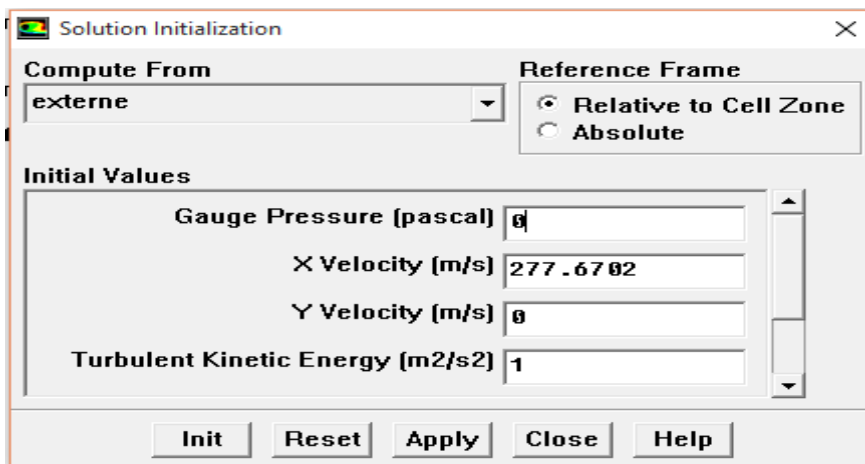 Solution Initialization
Compute From
Reference Frame
externe
Relative to Cell Zone
Absolute
Initial Values
Gauge Pressure (pascal) 0
X Velocity (m/s) 277.6702
Y Velocity (m/s) 0
Turbulent Kinetic Energy (m2/s2) 1
Init Reset Apply Close Help